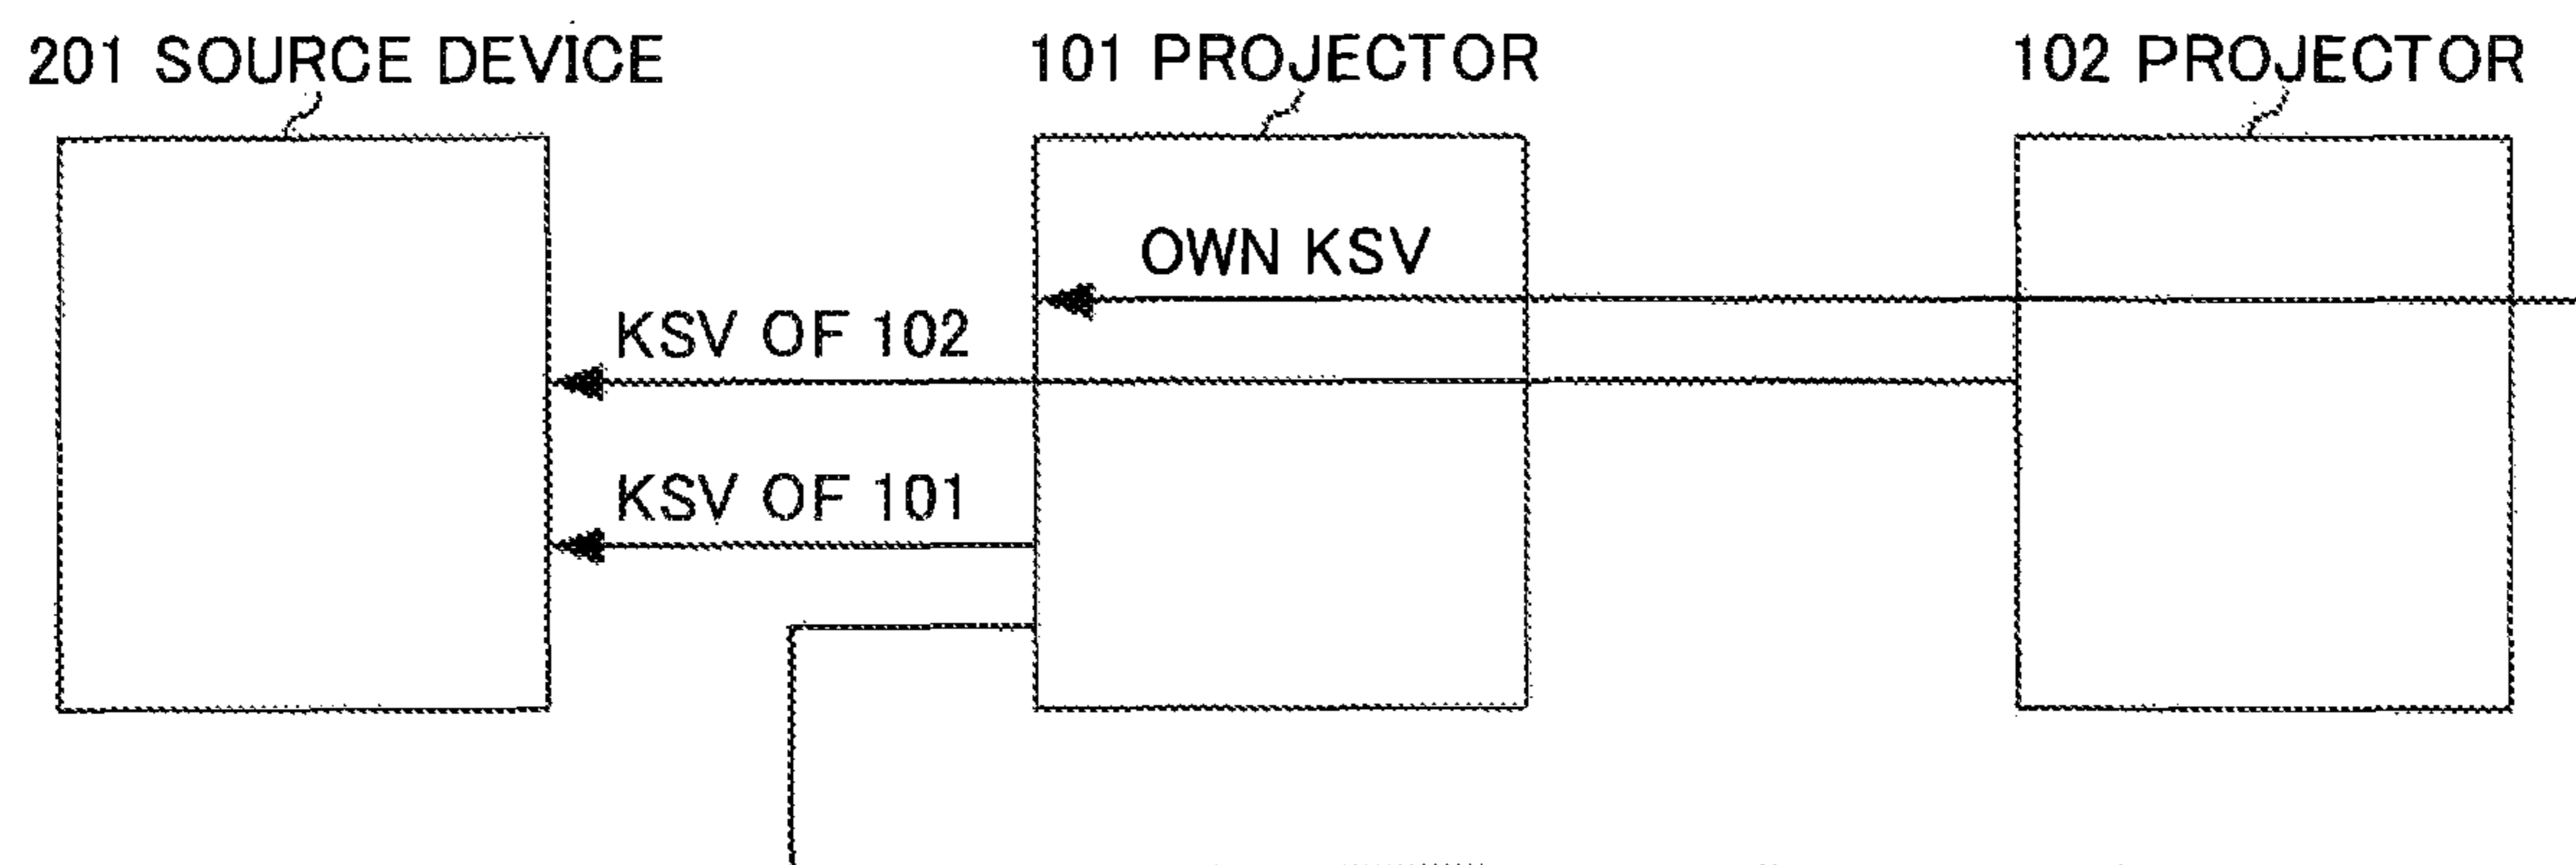 201 SOURCE DEVICE
101 PROJECTOR
102 PROJECTOR
OWN KSV
KSV OF 102
KSV OF 101